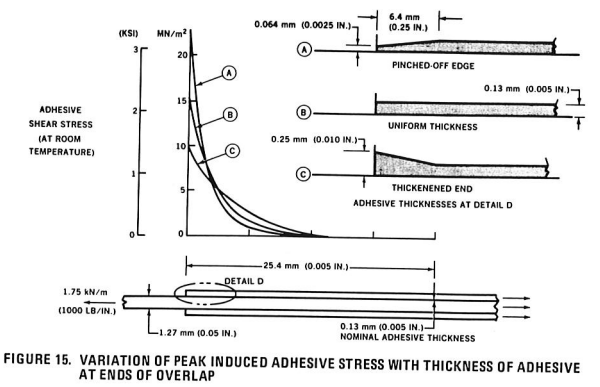 0.064 mm (0.0025 IN.)
6.4 mm
(0.25 IN.)
(KSI)
MN/m²
3
20
A
A
PINCHED-OFF EDGE
0.13 mm (0.005 IN.)
15
2
B
B
UNIFORM THICKNESS
ADHESIVE
SHEAR STRESS
(AT ROOM
TEMPERATURE)
10
C
0.25 mm (0.010 IN.)
1
C
5
THICKENENED END
ADHESIVE THICKNESSES AT DETAIL D
0
0
25.4 mm (0.005 IN.)
DETAIL D
1.75 kN/m
(1000 LB/IN.)
1.27 mm (0.05 IN.)
0.13 mm (0.005 IN.)
NOMINAL ADHESIVE THICKNESS
FIGURE 15. VARIATION OF PEAK INDUCED ADHESIVE STRESS WITH THICKNESS OF ADHESIVE
AT ENDS OF OVERLAP